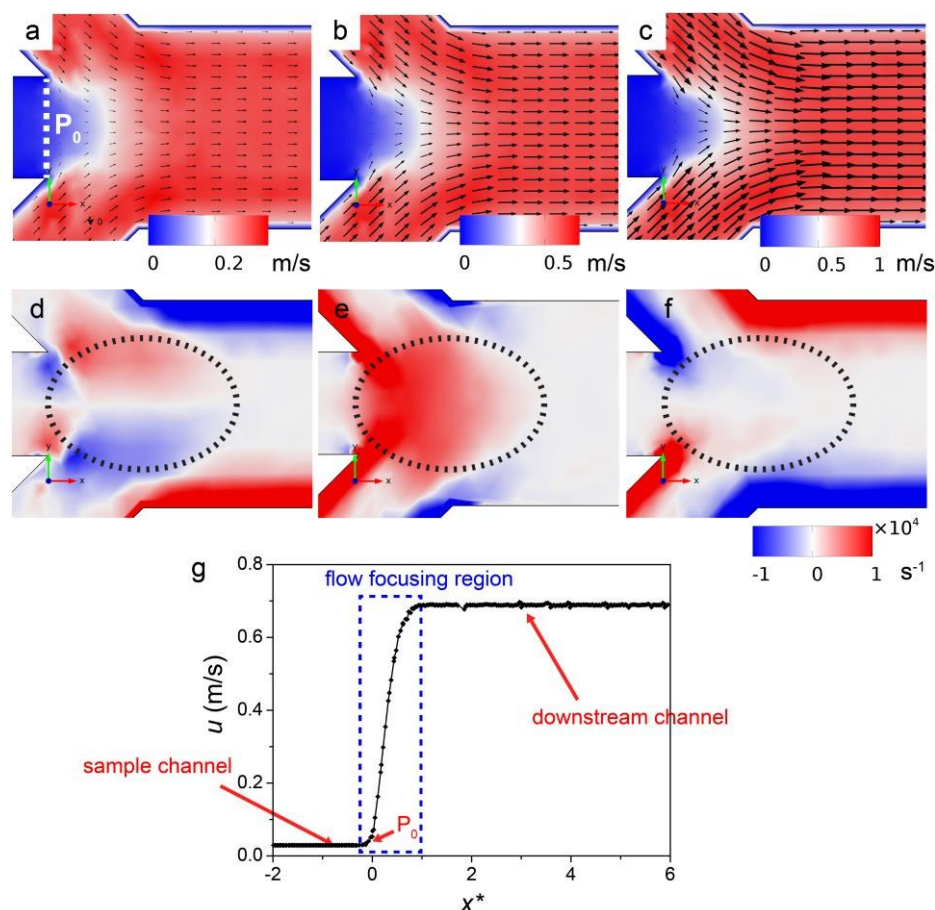 a b c
P0
y y y
x x x
0
0 0.2 m/s
0 0.5 m/s
0 0.5 1 m/s
d e f
y y y
x x x
×10⁴
-1 0 1 s⁻¹
g
flow focusing region
0.8
0.6
0.4
0.2
0.0
u (m/s)
downstream channel
sample channel
P0
-2 0 2 4 6
x*